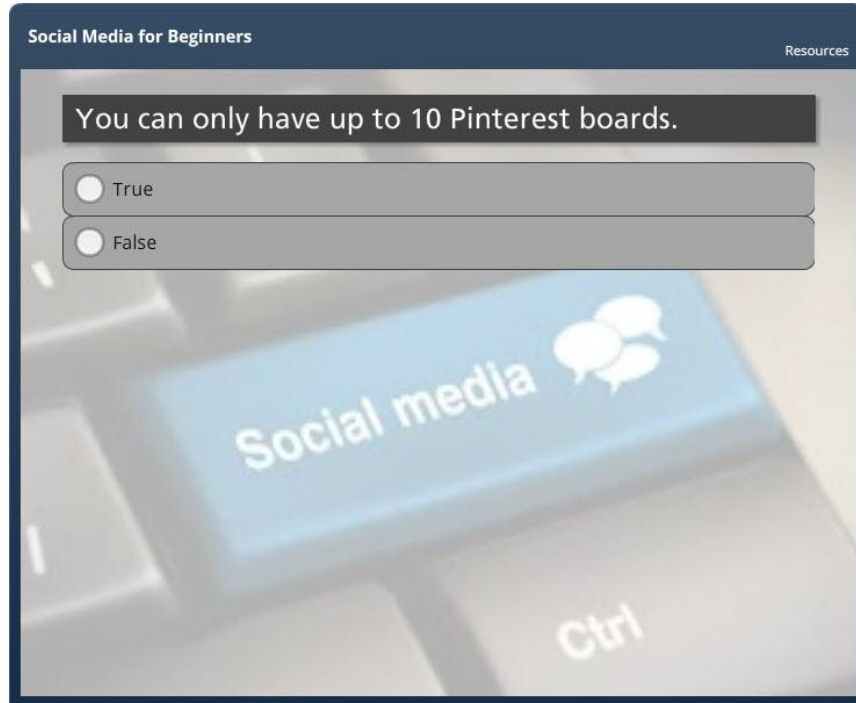 Social Media for Beginners
Resources
You can only have up to 10 Pinterest boards.
True
False
Social media
Ctrl